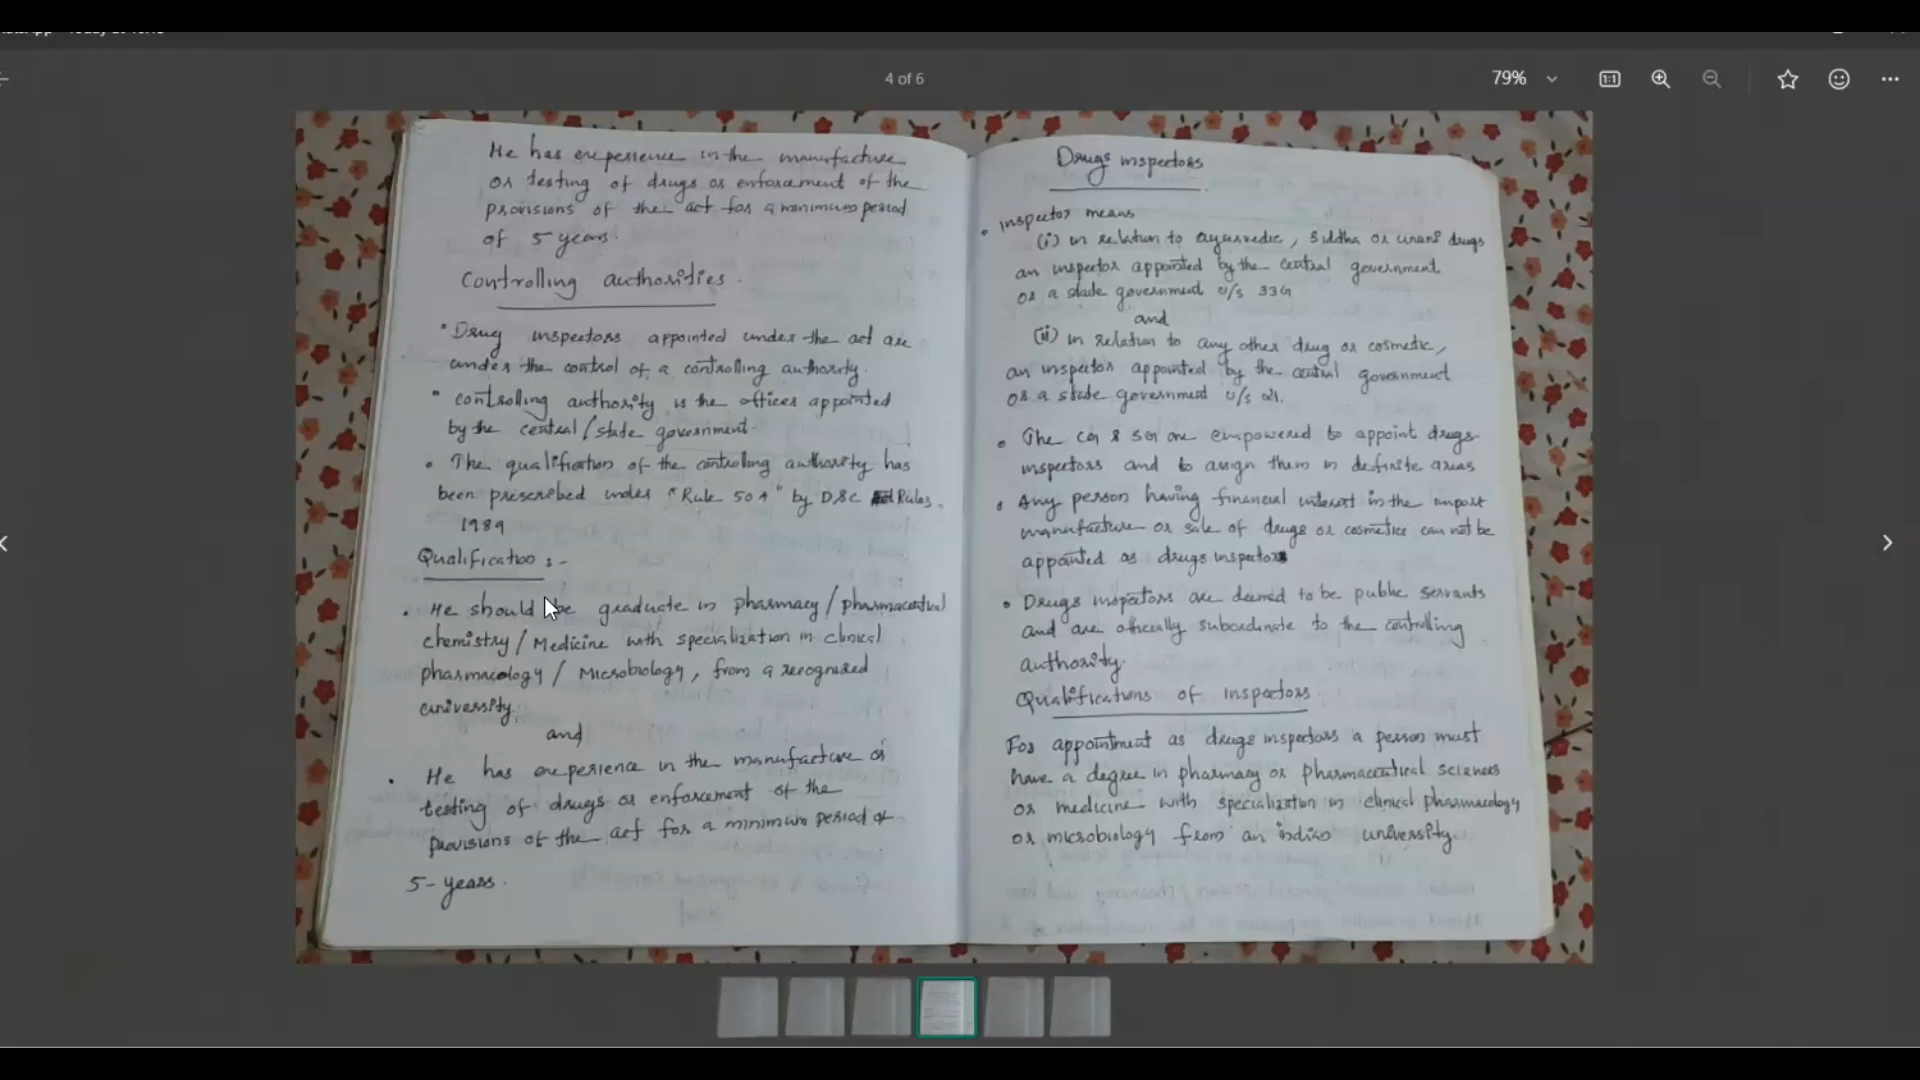 4 of 6
79%
He has experience in the manufacture
or testing of drugs or enforcement of the
provisions of the act for a minimum period
of 5 years.
Controlling authorities.
• Drug inspectors appointed under the act are
under the control of a controlling authority.
• controlling authority is the officer appointed
by the central/state government.
• The qualification of the controlling authority has
been prescribed under "Rule 50A" by D&C Rules,
1989
Qualificatio :-
• He should be graduate in pharmacy / pharmaceutical
chemistry / Medicine with specialization in clinical
pharmacology / Microbiology, from a recognized
university.
and
• He has experience in the manufacture or
testing of drugs or enforcement of the
provisions of the act for a minimum period of
5-years.
Drugs inspectors
• inspector means
(i) in relation to ayurvedic, siddha or unani drugs
an inspector appointed by the central government
or a state government u/s 33G
and
(ii) in relation to any other drug or cosmetic,
an inspector appointed by the central government
or a state government u/s 21.
• The CG & SG are empowered to appoint drugs-
inspectors and to assign them in definite areas
• Any person having financial interest in the import
manufacture or sale of drugs or cosmetics can not be
appointed as drugs inspectors
• Drugs inspectors are deemed to be public servants
and are officially subordinate to the controlling
authority.
Qualifications of inspectors
For appointment as drugs inspectors a person must
have a degree in pharmacy or pharmaceutical sciences
or medicine with specialization in clinical pharmacology
or microbiology from an indian university